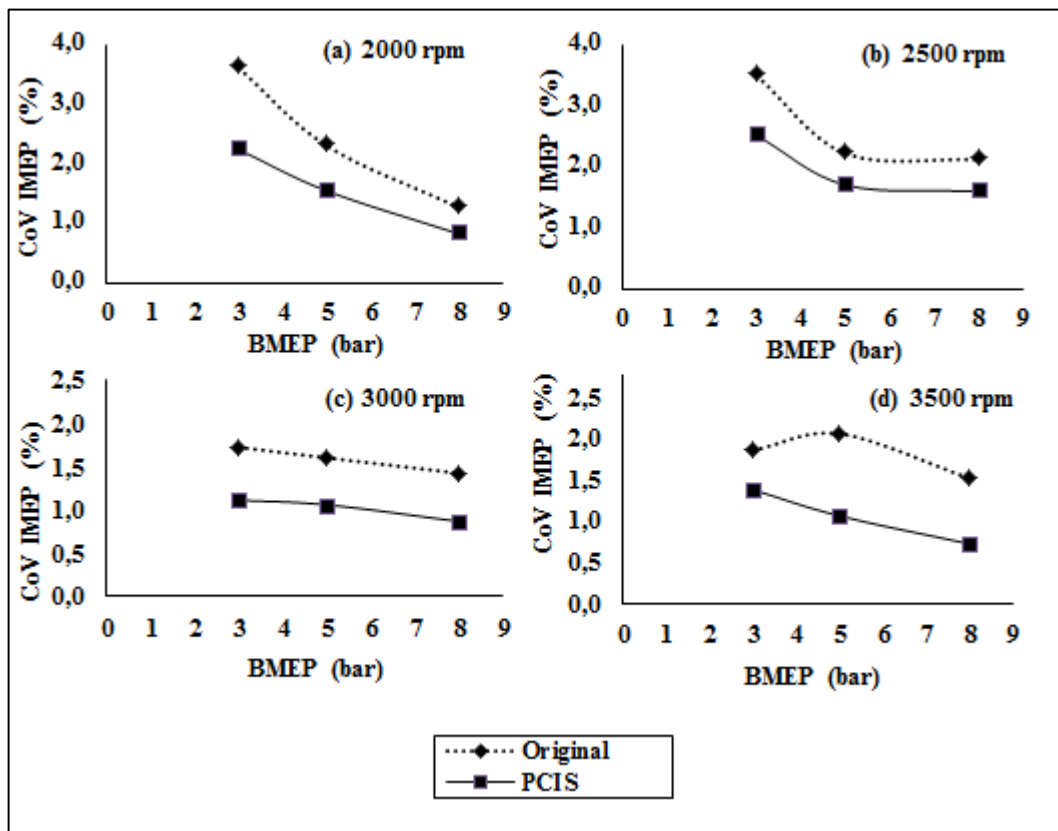 (a) 2000 rpm
CoV IMEP (%)
4,0
3,0
2,0
1,0
0,0
0 1 2 3 4 5 6 7 8 9
BMEP (bar)
(b) 2500 rpm
CoV IMEP (%)
4,0
3,0
2,0
1,0
0,0
0 1 2 3 4 5 6 7 8 9
BMEP (bar)
(c) 3000 rpm
CoV IMEP (%)
2,5
2,0
1,5
1,0
0,5
0,0
0 1 2 3 4 5 6 7 8 9
BMEP (bar)
(d) 3500 rpm
CoV IMEP (%)
2,5
2,0
1,5
1,0
0,5
0,0
0 1 2 3 4 5 6 7 8 9
BMEP (bar)
Original
PCIS